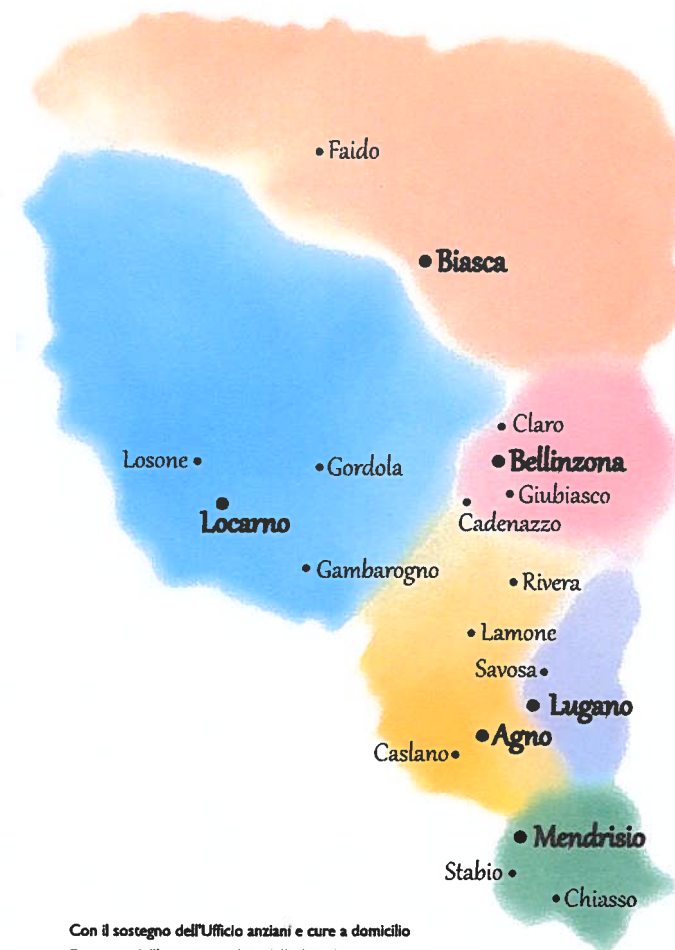 Faido
Biasca
Claro
Losone
Gordola
Bellinzona
Giubiasco
Locarno
Cadenazzo
Gambarogno
Rivera
Lamone
Savosa
Lugano
Agno
Caslano
Mendrisio
Stabio
Chiasso
Con il sostegno dell'Ufficio anziani e cure a domicilio